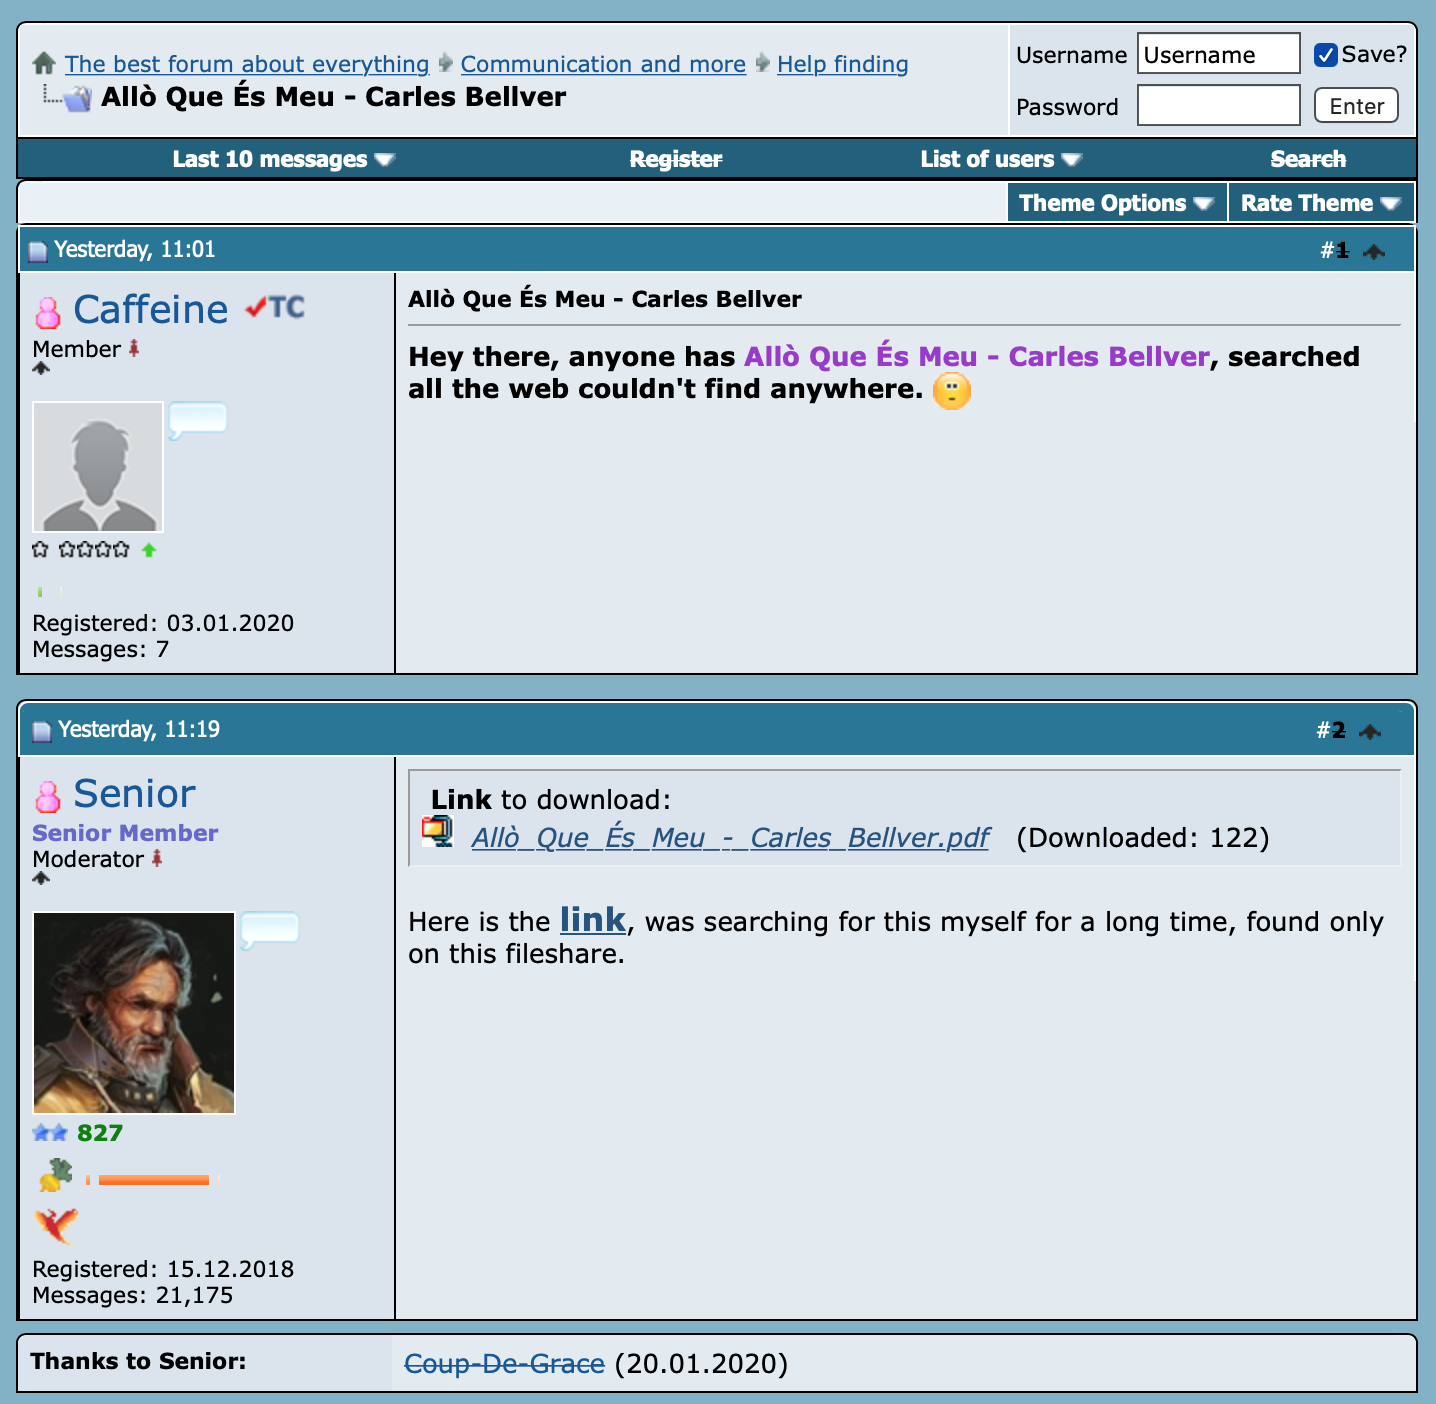 The best forum about everything Communication and more Help finding
Allò Que És Meu - Carles Bellver
Username Username Save?
Password Enter
Last 10 messages Register List of users Search
Theme Options Rate Theme
Yesterday, 11:01 #1
Caffeine TC
Member
Registered: 03.01.2020
Messages: 7
Allò Que És Meu - Carles Bellver
Hey there, anyone has Allò Que És Meu - Carles Bellver, searched
all the web couldn't find anywhere.
Yesterday, 11:19 #2
Senior
Senior Member
Moderator
827
Registered: 15.12.2018
Messages: 21,175
Link to download:
Allò_Que_És_Meu_-_Carles_Bellver.pdf (Downloaded: 122)
Here is the link, was searching for this myself for a long time, found only
on this fileshare.
Thanks to Senior: Coup-De-Grace (20.01.2020)